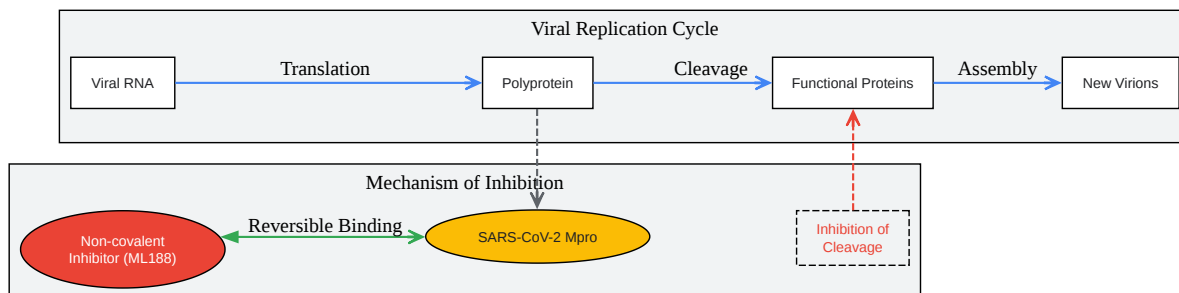 Viral Replication Cycle
Viral RNA
Translation
Polyprotein
Cleavage
Functional Proteins
Assembly
New Virions
Mechanism of Inhibition
Non-covalent
Inhibitor (ML188)
Reversible Binding
SARS-CoV-2 Mpro
Inhibition of
Cleavage